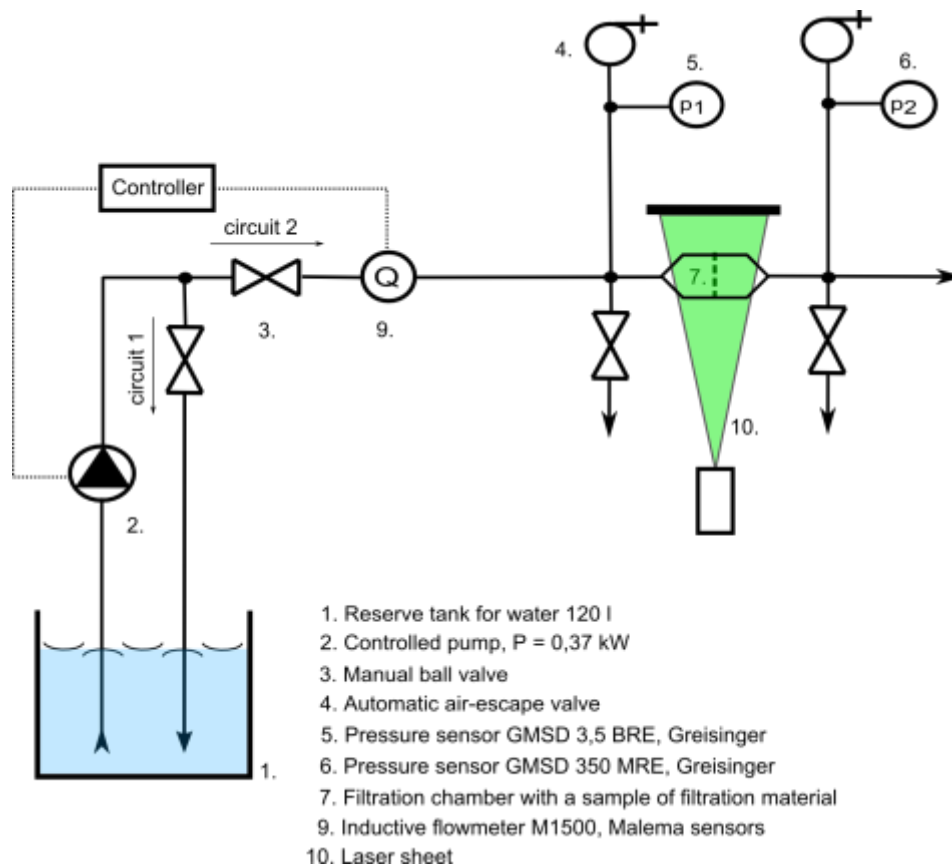 4.
5.
P1
6.
P2
Controller
circuit 2
7.
Q
3.
9.
circuit 1
10.
2.
1.
1. Reserve tank for water 120 l
2. Controlled pump, P = 0,37 kW
3. Manual ball valve
4. Automatic air-escape valve
5. Pressure sensor GMSD 3,5 BRE, Greisinger
6. Pressure sensor GMSD 350 MRE, Greisinger
7. Filtration chamber with a sample of filtration material
9. Inductive flowmeter M1500, Malema sensors
10. Laser sheet